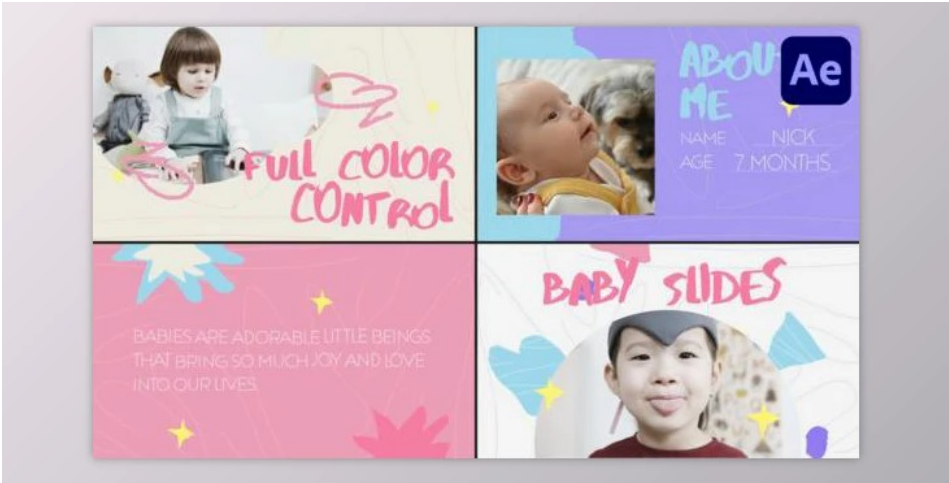 FULL COLOR
CONTROL
ABOU
ME
Ae
NAME NICK
AGE 7 MONTHS
BABIES ARE ADORABLE LITTLE BEINGS
THAT BRING SO MUCH JOY AND LOVE
INTO OUR LIVES.
BABY SLIDES